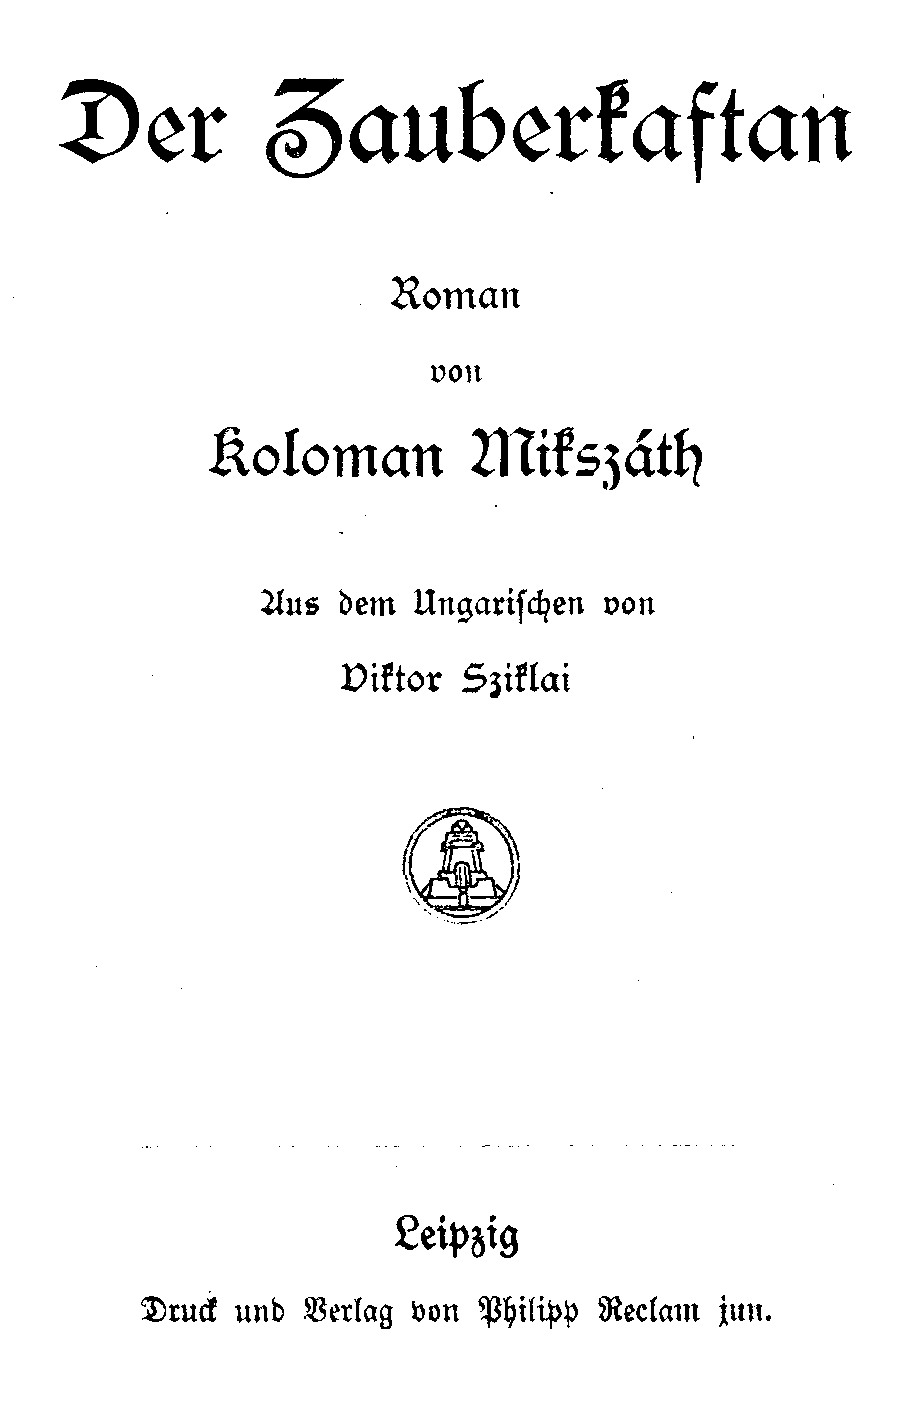 Der Zauberkaftan
Roman
von
Koloman Mikszáth
Aus dem Ungarischen von
Viktor Sziklai
Leipzig
Druck und Verlag von Philipp Reclam jun.